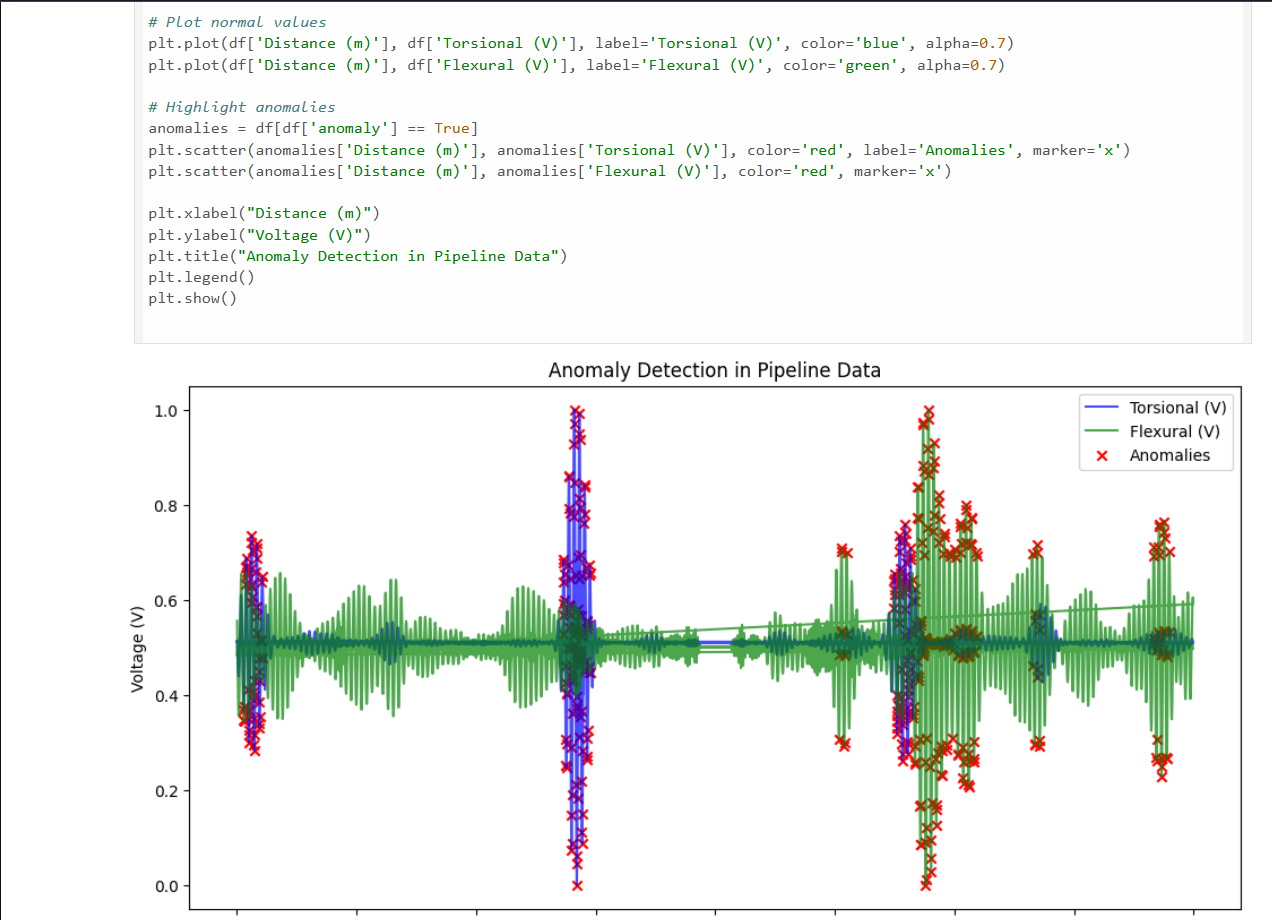 # Plot normal values
plt.plot(df['Distance (m)'], df['Torsional (V)'], label='Torsional (V)', color='blue', alpha=0.7)
plt.plot(df['Distance (m)'], df['Flexural (V)'], label='Flexural (V)', color='green', alpha=0.7)
# Highlight anomalies
anomalies = df[df['anomaly'] == True]
plt.scatter(anomalies['Distance (m)'], anomalies['Torsional (V)'], color='red', label='Anomalies', marker='x')
plt.scatter(anomalies['Distance (m)'], anomalies['Flexural (V)'], color='red', marker='x')
plt.xlabel("Distance (m)")
plt.ylabel("Voltage (V)")
plt.title("Anomaly Detection in Pipeline Data")
plt.legend()
plt.show()
Anomaly Detection in Pipeline Data
Torsional (V)
Flexural (V)
Anomalies
1.0
0.8
0.6
0.4
0.2
0.0
Voltage (V)